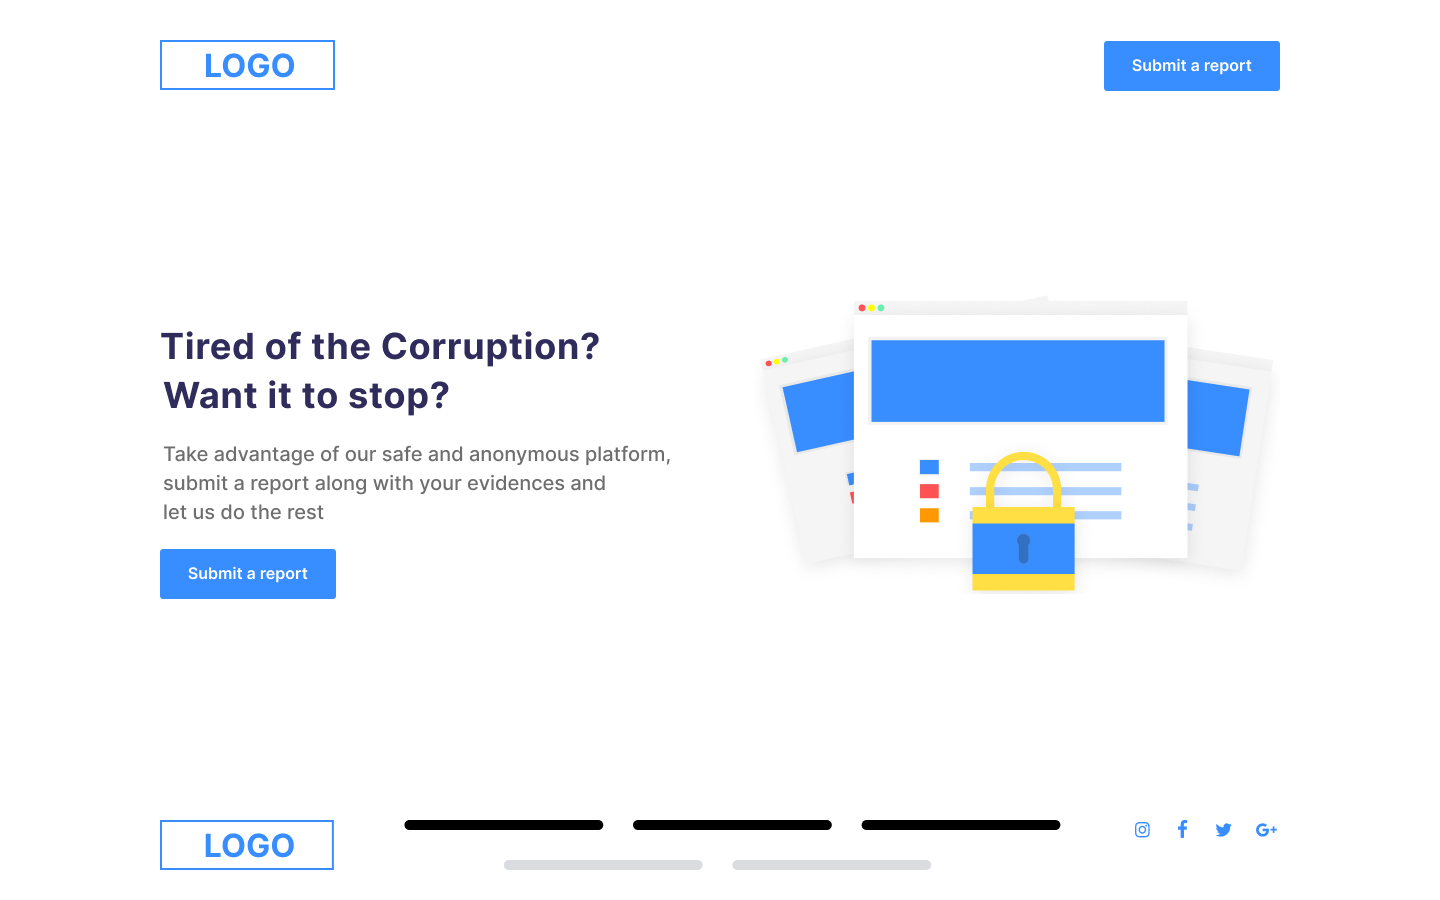 LOGO
Submit a report
Tired of the Corruption?
Want it to stop?
Take advantage of our safe and anonymous platform,
submit a report along with your evidences and
let us do the rest
Submit a report
LOGO